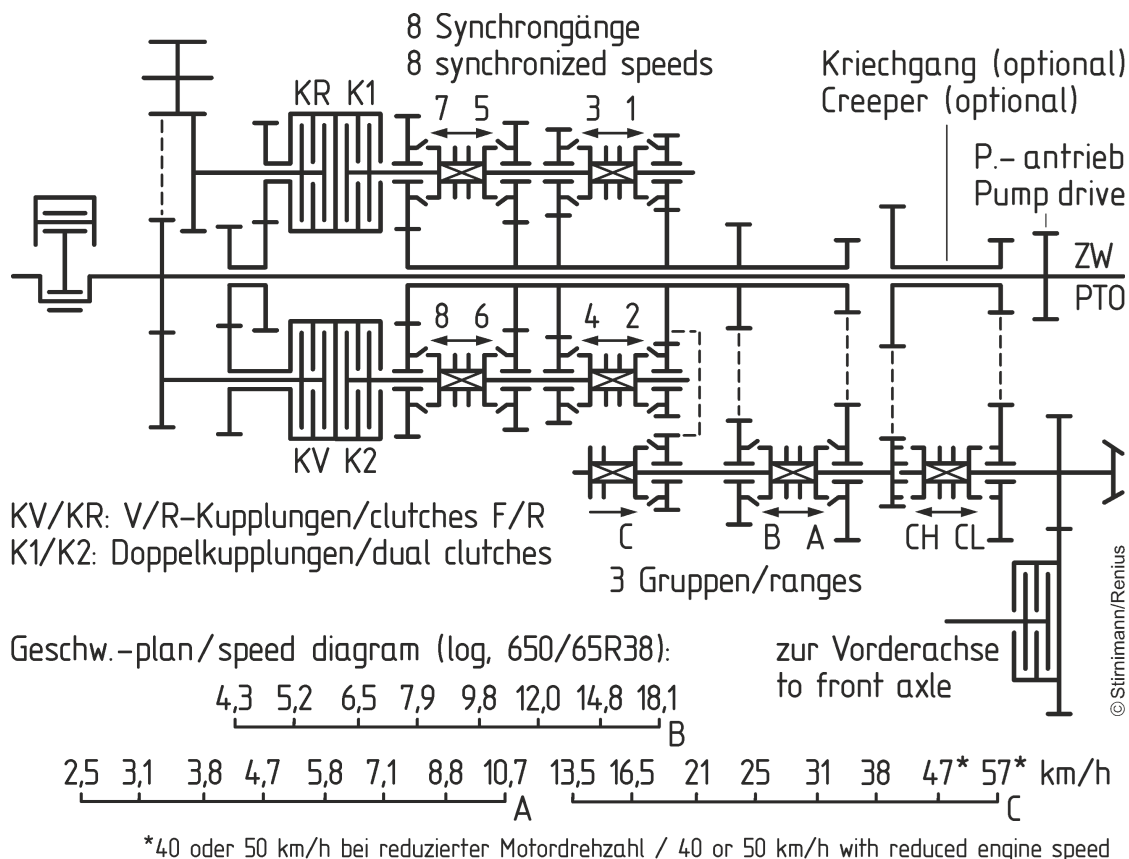 8 Synchrongänge
8 synchronized speeds
Kriechgang (optional)
Creeper (optional)
KR K1
7 5
3 1
P.- antrieb
Pump drive
ZW
PTO
8 6
4 2
KV K2
C
B A
CH CL
KV/KR: V/R-Kupplungen/clutches F/R
K1/K2: Doppelkupplungen/dual clutches
3 Gruppen/ranges
Geschw.-plan/speed diagram (log, 650/65R38):
zur Vorderachse
to front axle
4,3 5,2 6,5 7,9 9,8 12,0 14,8 18,1
B
2,5 3,1 3,8 4,7 5,8 7,1 8,8 10,7 13,5 16,5 21 25 31 38 47* 57* km/h
A C
*40 oder 50 km/h bei reduzierter Motordrehzahl / 40 or 50 km/h with reduced engine speed
©Stirnimann/Renius